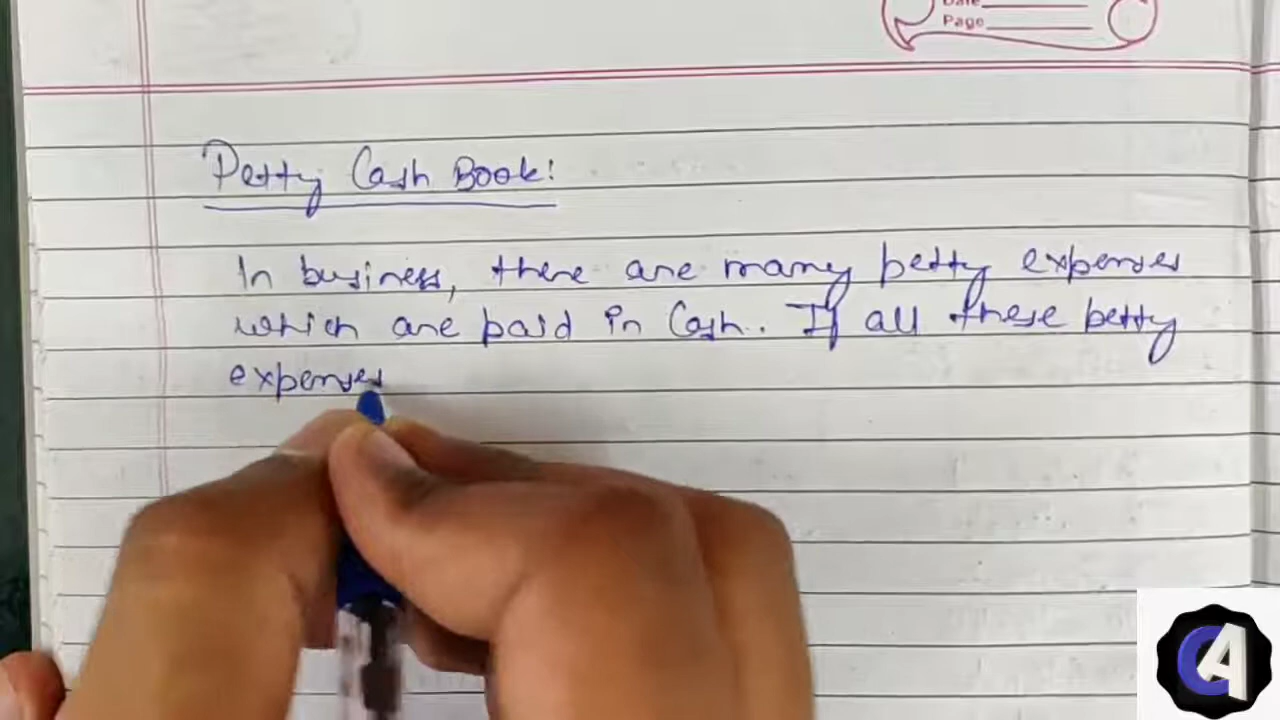 Date
Page
Petty Cash Book:
In business, there are many petty expenses
which are paid in Cash. If all these petty
expenses
CA